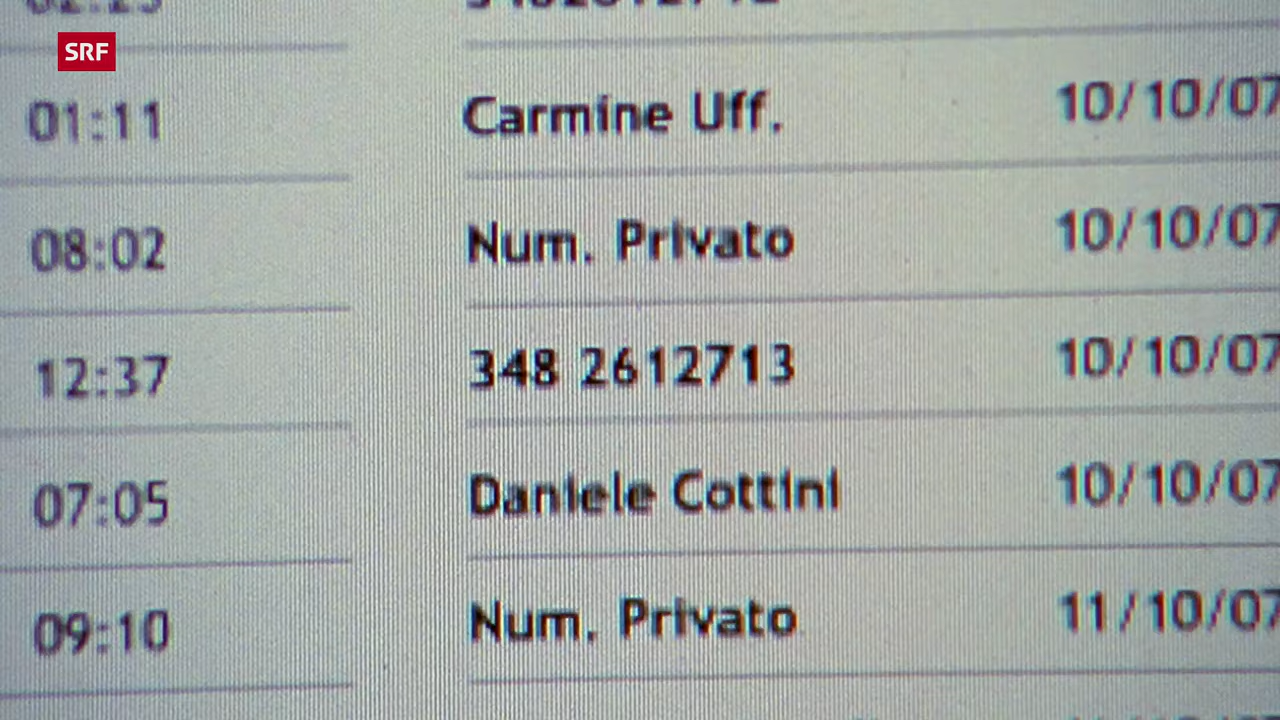 SRF
01:11 Carmine Uff. 10/10/07
08:02 Num. Privato 10/10/07
12:37 348 2612713 10/10/07
07:05 Daniele Cottini 10/10/07
09:10 Num. Privato 11/10/07